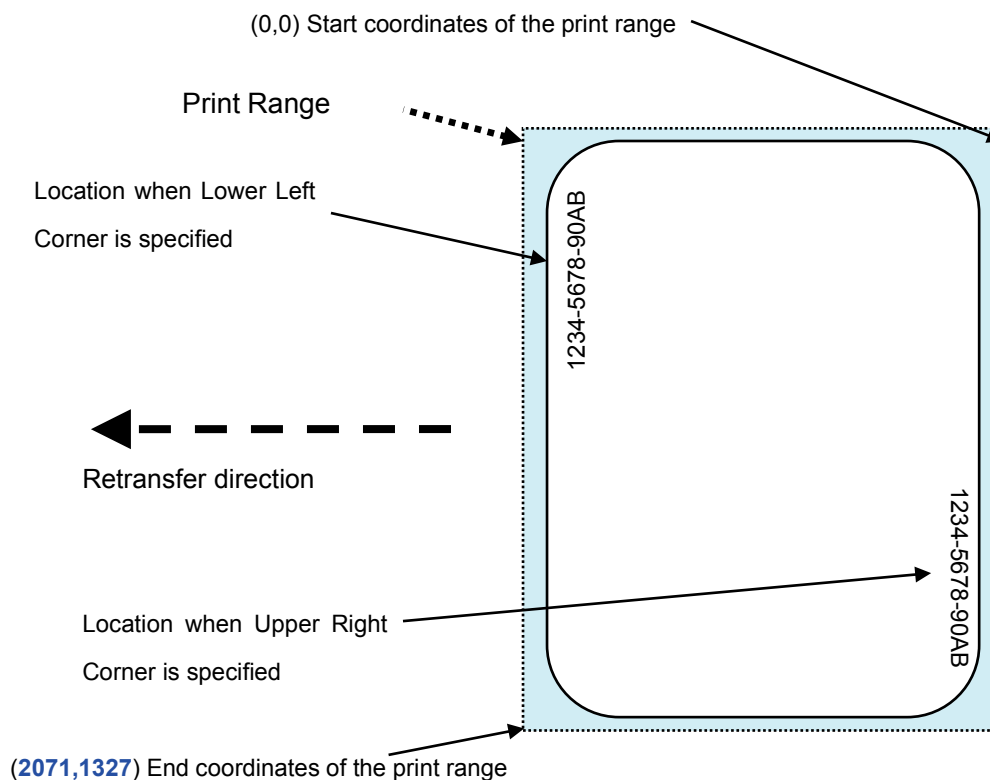 (0,0) Start coordinates of the print range
Print Range
Location when Lower Left
Corner is specified
1234-5678-90AB
Retransfer direction
1234-5678-90AB
Location when Upper Right
Corner is specified
(2071,1327) End coordinates of the print range